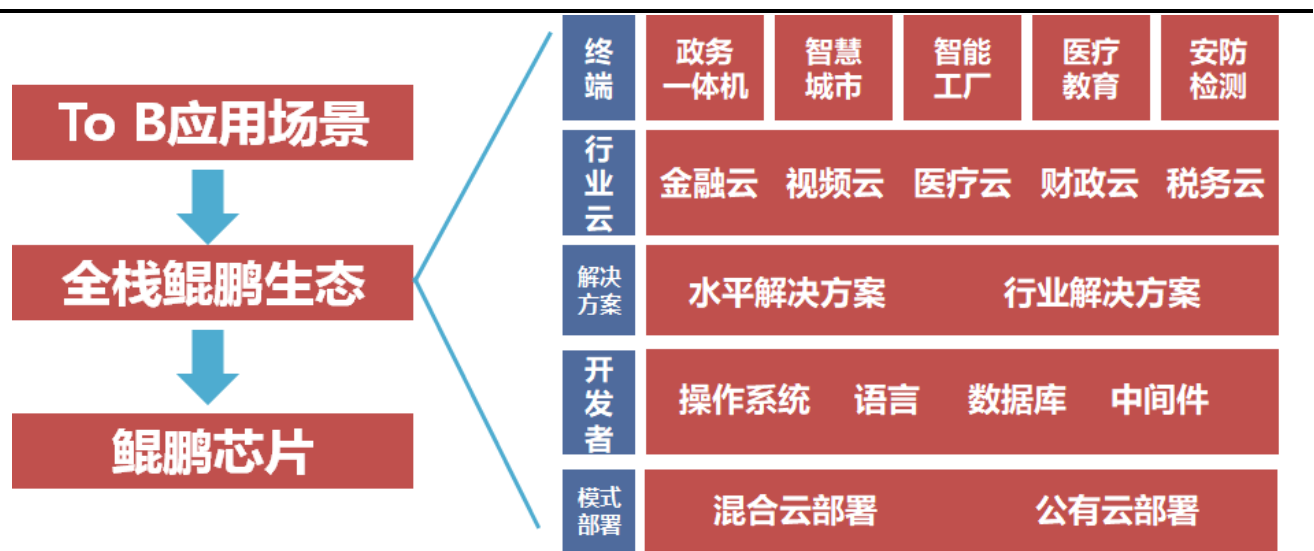 To B应用场景
全栈鲲鹏生态
鲲鹏芯片
终
端
政务
一体机
智慧
城市
智能
工厂
医疗
教育
安防
检测
行
业
云
金融云 视频云 医疗云 财政云 税务云
解决
方案
水平解决方案 行业解决方案
开
发
者
操作系统 语言 数据库 中间件
模式
部署
混合云部署 公有云部署